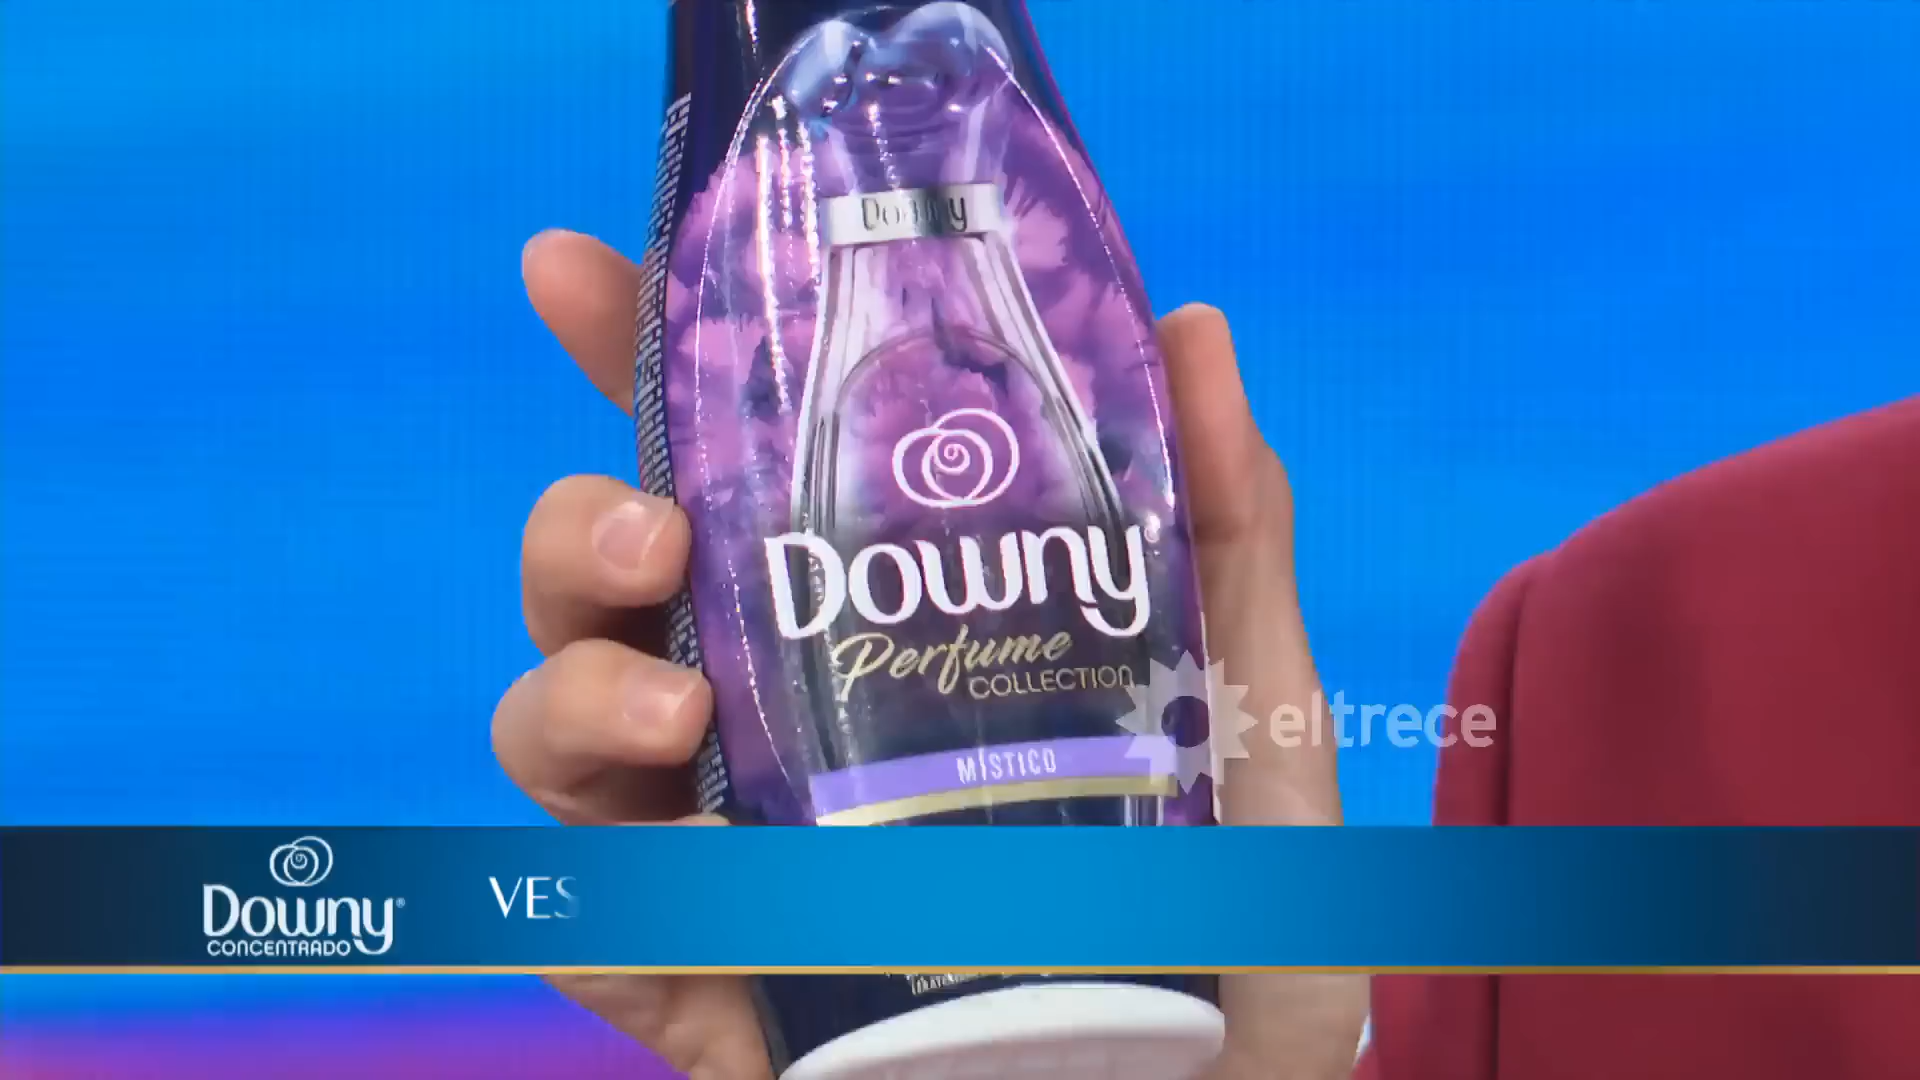 Downy
Downy
Perfume
COLLECTION
MÍSTICO
eltrece
Downy
CONCENTRADO
VES